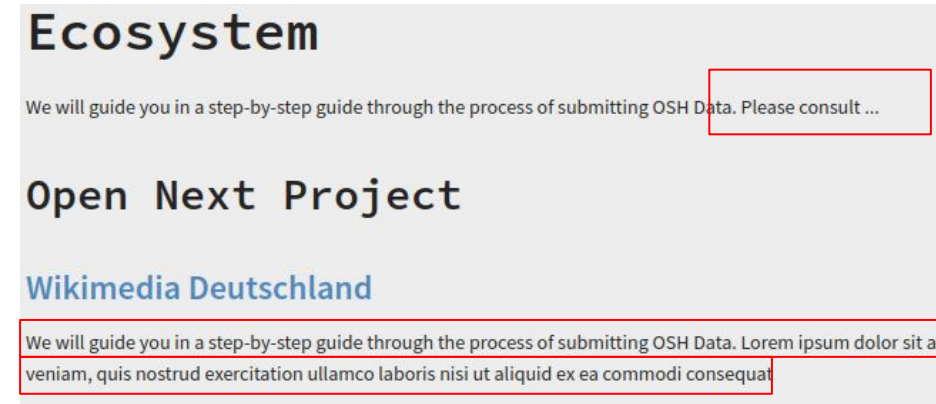 Ecosystem
We will guide you in a step-by-step guide through the process of submitting OSH Data. Please consult ...
Open Next Project
Wikimedia Deutschland
We will guide you in a step-by-step guide through the process of submitting OSH Data. Lorem ipsum dolor sit a
veniam, quis nostrud exercitation ullamco laboris nisi ut aliquid ex ea commodi consequat